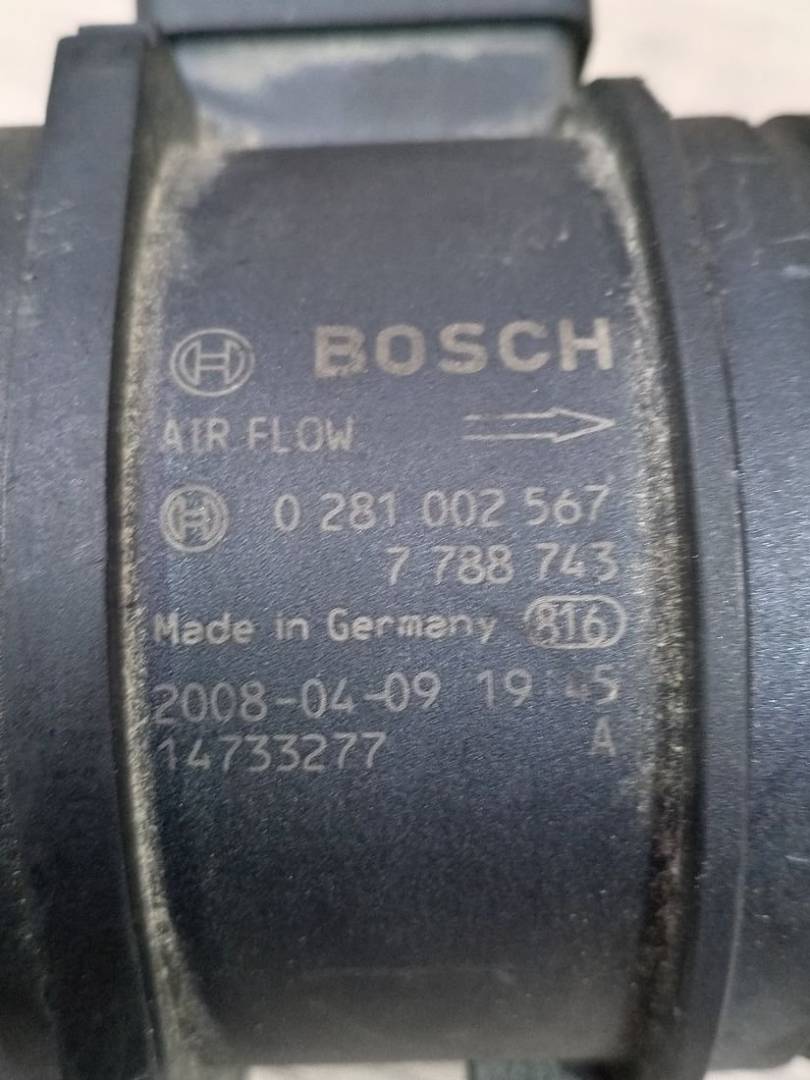 BOSCH
AIR FLOW
0 281 002 567
7 788 743
Made in Germany 816
2008-04-09 19:45
14733277 A